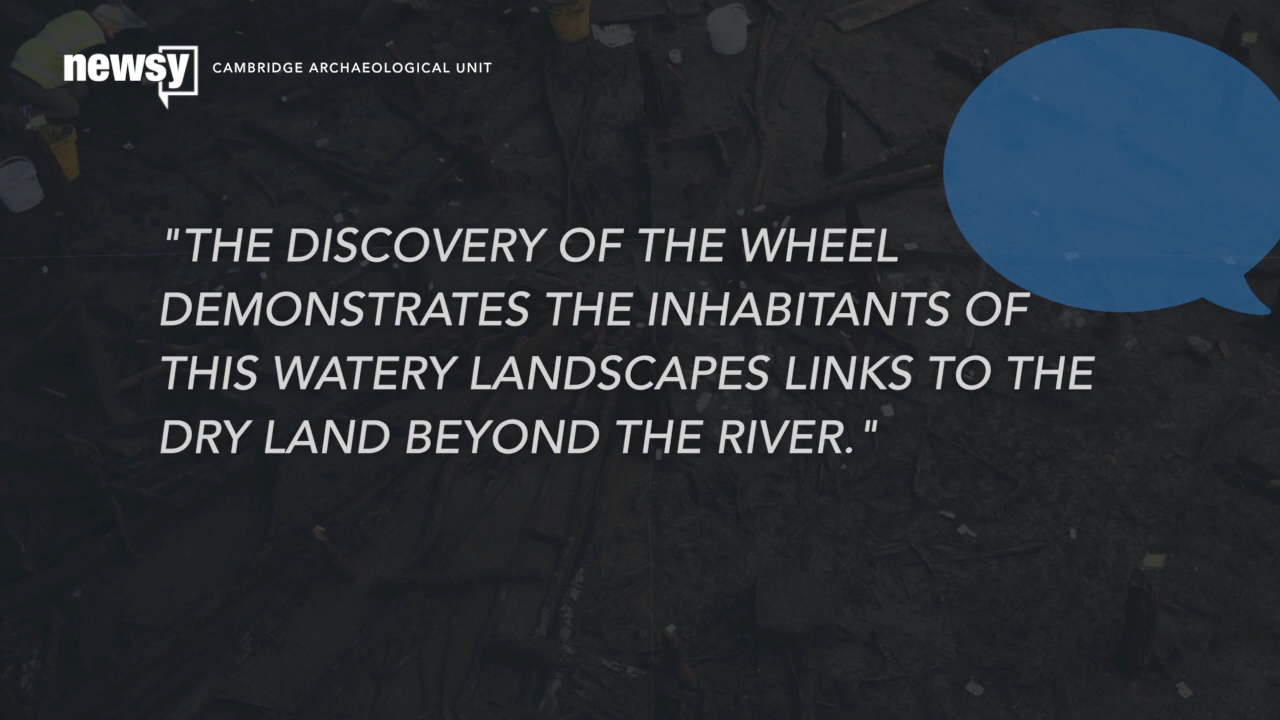 newsy CAMBRIDGE ARCHAEOLOGICAL UNIT
"THE DISCOVERY OF THE WHEEL
DEMONSTRATES THE INHABITANTS OF
THIS WATERY LANDSCAPES LINKS TO THE
DRY LAND BEYOND THE RIVER."